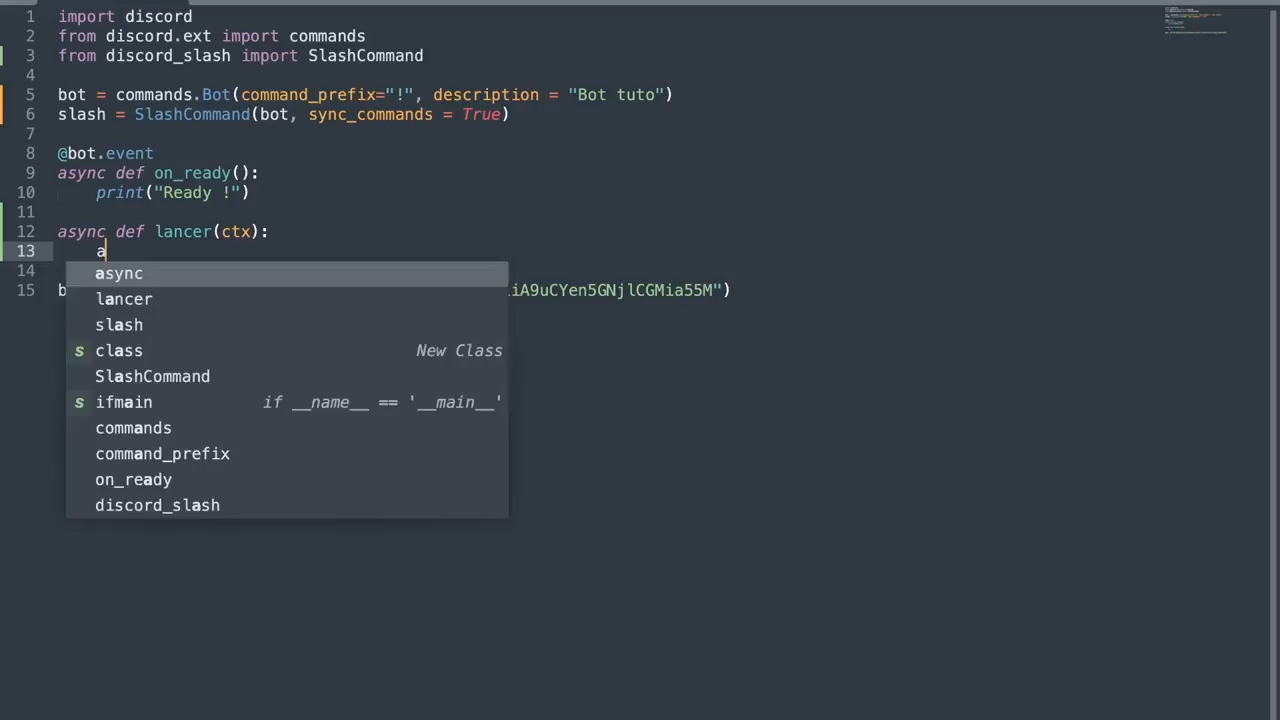 1 import discord
2 from discord.ext import commands
3 from discord_slash import SlashCommand
4
5 bot = commands.Bot(command_prefix="!", description = "Bot tuto")
6 slash = SlashCommand(bot, sync_commands = True)
7
8 @bot.event
9 async def on_ready():
10 print("Ready !")
11
12 async def lancer(ctx):
13 a
async
14
lancer
15 b iA9uCYen5GNjlCGMia55M")
slash
s class New Class
SlashCommand
s ifmain if __name__ == '__main__'
commands
command_prefix
on_ready
discord_slash